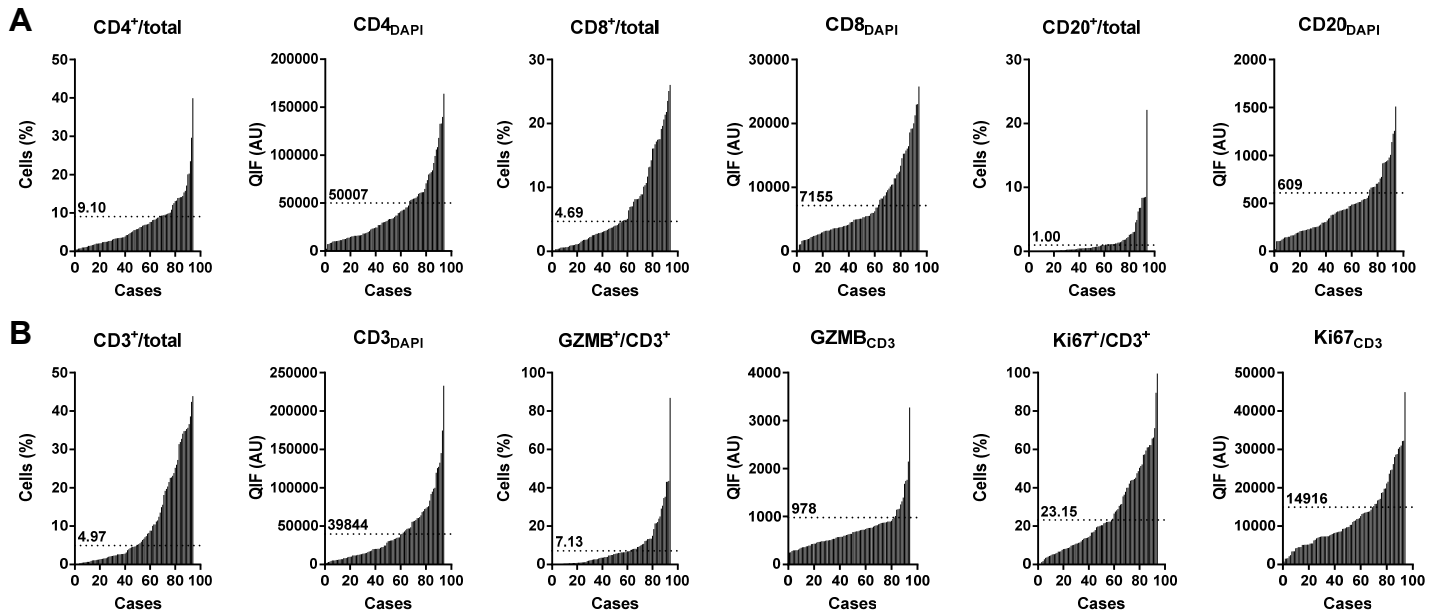 A
CD4+/total
Cells (%)
50
40
30
20
10
0
9.10
0 20 40 60 80 100
Cases
CD4DAPI
QIF (AU)
200000
150000
100000
50000
0
50007
0 20 40 60 80 100
Cases
CD8+/total
Cells (%)
30
20
10
0
4.69
0 20 40 60 80 100
Cases
CD8DAPI
QIF (AU)
30000
20000
10000
0
7155
0 20 40 60 80 100
Cases
CD20+/total
Cells (%)
30
20
10
0
1.00
0 20 40 60 80 100
Cases
CD20DAPI
QIF (AU)
2000
1500
1000
500
0
609
0 20 40 60 80 100
Cases
B
CD3+/total
Cells (%)
50
40
30
20
10
0
4.97
0 20 40 60 80 100
Cases
CD3DAPI
QIF (AU)
250000
200000
150000
100000
50000
0
39844
0 20 40 60 80 100
Cases
GZMB+/CD3+
Cells (%)
100
80
60
40
20
0
7.13
0 20 40 60 80 100
Cases
GZMBCD3
QIF (AU)
4000
3000
2000
1000
0
978
0 20 40 60 80 100
Cases
Ki67+/CD3+
Cells (%)
100
80
60
40
20
0
23.15
0 20 40 60 80 100
Cases
Ki67CD3
QIF (AU)
50000
40000
30000
20000
10000
0
14916
0 20 40 60 80 100
Cases